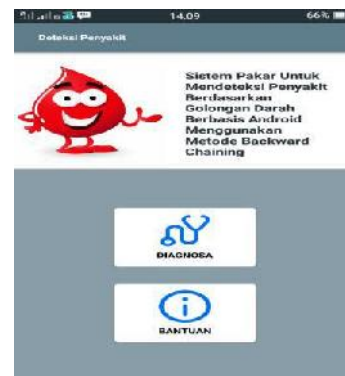 14.09
66%
Deteksi Penyakit
Sistem Pakar Untuk
Mendeteksi Penyakit
Berdasarkan
Golongan Darah
Berbasis Android
Menggunakan
Metode Backward
Chaining
DIAGNOSA
BANTUAN